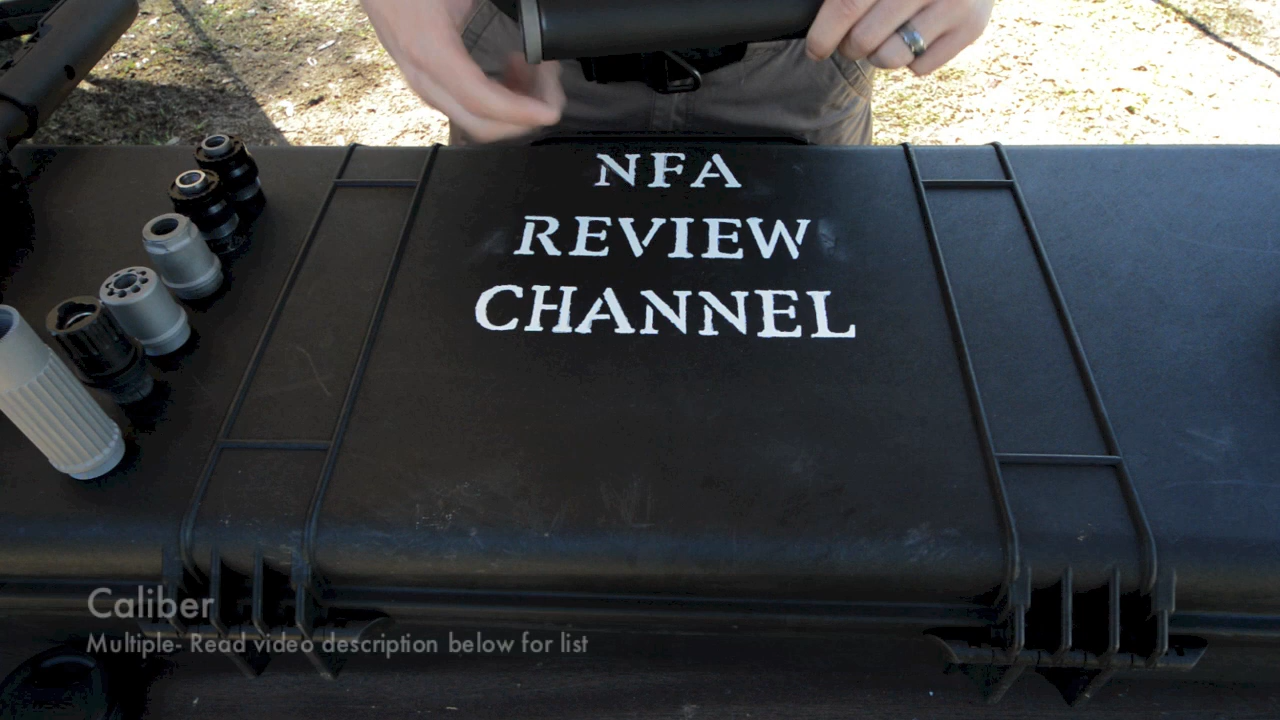 NFA
REVIEW
CHANNEL
Caliber
Multiple- Read video description below for list